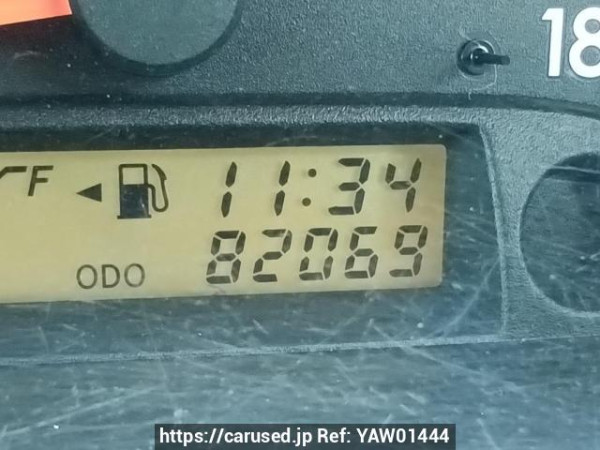 18
F 11:34
ODO 82069
https://carused.jp Ref: YAW01444